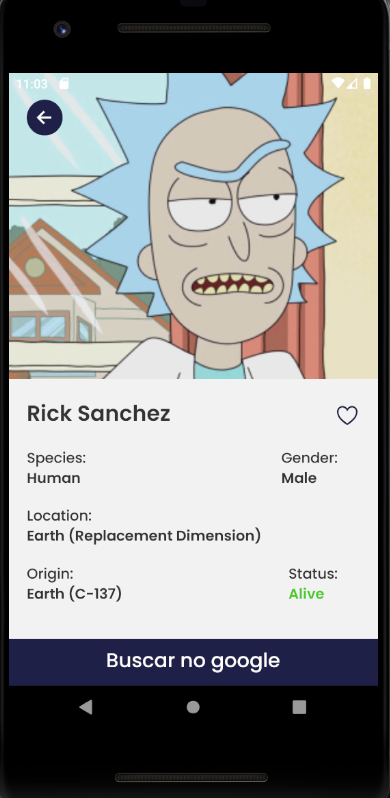 11:03
Rick Sanchez
Species:
Gender:
Human
Male
Location:
Earth (Replacement Dimension)
Origin:
Status:
Earth (C-137)
Alive
Buscar no google